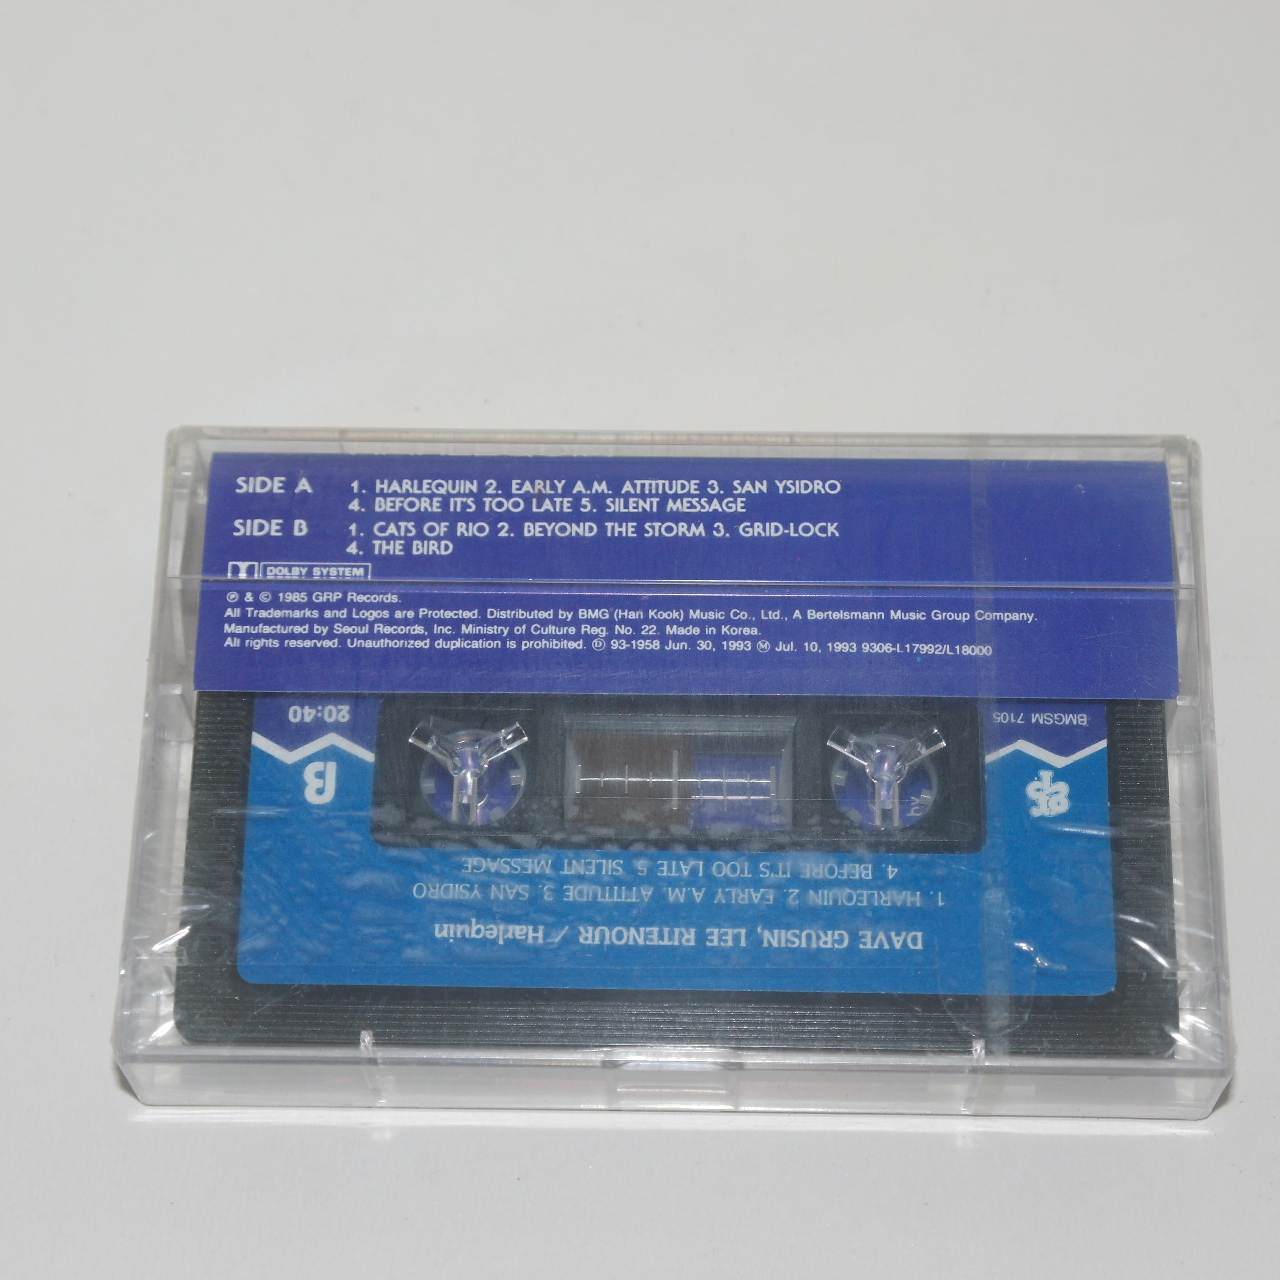 SIDE A 1. HARLEQUIN 2. EARLY A.M. ATTITUDE 3. SAN YSIDRO
4. BEFORE IT'S TOO LATE 5. SILENT MESSAGE
SIDE B 1. CATS OF RIO 2. BEYOND THE STORM 3. GRID-LOCK
4. THE BIRD
DOLBY SYSTEM
℗ & © 1985 GRP Records.
All Trademarks and Logos are Protected. Distributed by BMG (Han Kook) Music Co., Ltd., A Bertelsmann Music Group Company.
Manufactured by Seoul Records, Inc. Ministry of Culture Reg. No. 22. Made in Korea.
All rights reserved. Unauthorized duplication is prohibited. Ⓓ 93-1958 Jun. 30, 1993 Ⓜ Jul. 10, 1993 9306-L17992/L18000
DAVE GRUSIN, LEE RITENOUR / Harlequin
1. HARLEQUIN 2. EARLY A.M. ATTITUDE 3. SAN YSIDRO
4. BEFORE IT'S TOO LATE 5. SILENT MESSAGE
B
BMGSM 7105
20:40